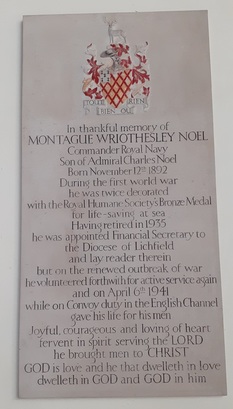 TOUT BIEN
RIEN OU
In thankful memory of
MONTAGUE WRIOTHESLEY NOEL
Commander Royal Navy
Son of Admiral Charles Noel
Born November 12th 1892
During the first world war
he was twice decorated
with the Royal Humane Society's Bronze Medal
for life-saving at sea
Having retired in 1935
he was appointed Financial Secretary to
the Diocese of Lichfield
and lay reader therein
but on the renewed outbreak of war
he volunteered forthwith for active service again
and on April 6th 1941
while on Convoy duty in the English Channel
gave his life for his men
Joyful, courageous and loving of heart
fervent in spirit serving the LORD
he brought men to CHRIST
GOD is love and he that dwelleth in love
dwelleth in GOD and GOD in him